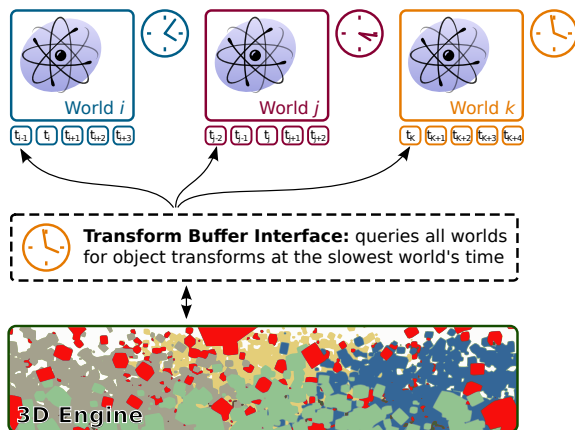 World i
World j
World k
ti-1 ti ti+1 ti+2 ti+3
tj-2 tj-1 tj tj+1 tj+2
tK tK+1 tK+2 tK+3 tK+4
Transform Buffer Interface: queries all worlds
for object transforms at the slowest world's time
3D Engine